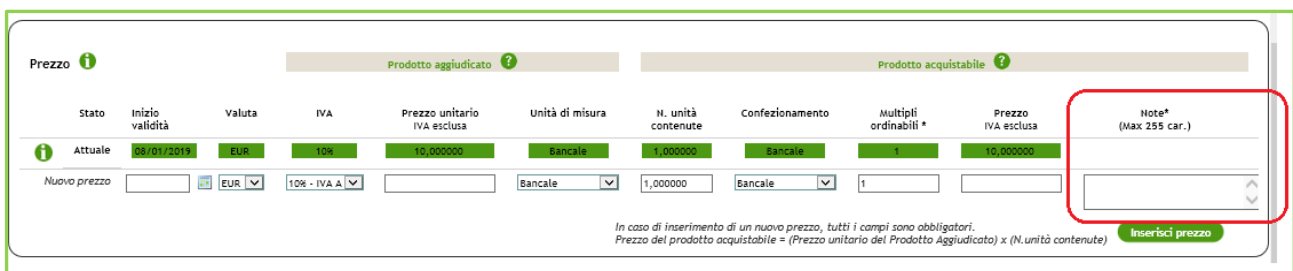 Prezzo i
Prodotto aggiudicato ?
Prodotto acquistabile ?
Stato
Inizio
validità
Valuta
IVA
Prezzo unitario
IVA esclusa
Unità di misura
N. unità
contenute
Confezionamento
Multipli
ordinabili *
Prezzo
IVA esclusa
Note*
(Max 255 car.)
i Attuale 08/01/2019 EUR 10% 10,000000 Bancale 1,000000 Bancale 1 10,000000
Nuovo prezzo EUR 10% - IVA A Bancale 1,000000 Bancale 1
In caso di inserimento di un nuovo prezzo, tutti i campi sono obbligatori.
Prezzo del prodotto acquistabile = (Prezzo unitario del Prodotto Aggiudicato) x (N.unità contenute)
Inserisci prezzo